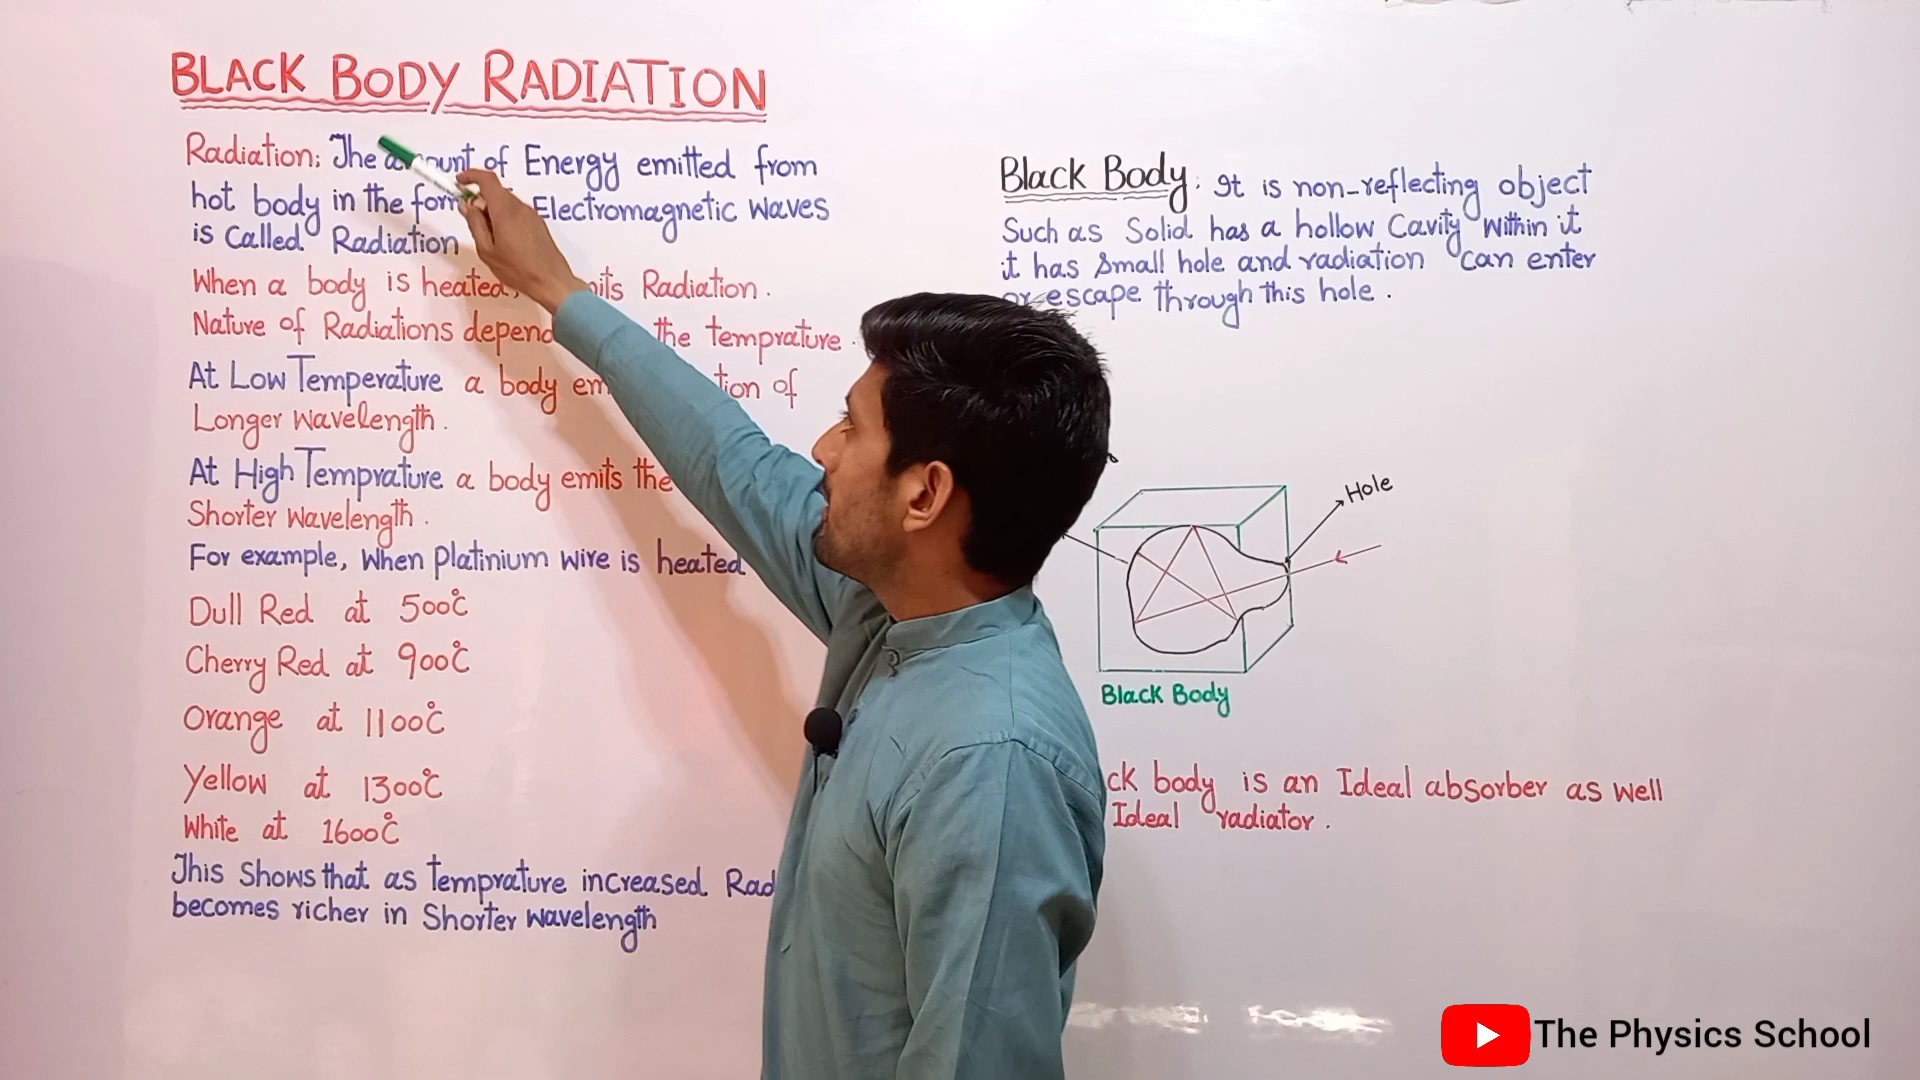 BLACK BODY RADIATION
Radiation: The amount of Energy emitted from
hot body in the form Electromagnetic waves
is called Radiation
When a body is heated, Radiation.
Nature of Radiations depend the temprature.
At Low Temperature a body of
Longer wavelength.
At High Temprature a body emits the
Shorter wavelength.
For example, when Platinium wire is heated
Dull Red at 500°C
Cherry Red at 900°C
Orange at 1100°C
Yellow at 1300°C
White at 1600°C
This Shows that as temprature increased
becomes richer in Shorter wavelength
Black Body: It is non-reflecting object
Such as Solid has a hollow Cavity within it
it has small hole and radiation can enter
or escape through this hole.
Hole
Black Body
body is an Ideal absorber as well
Ideal radiator.
The Physics School